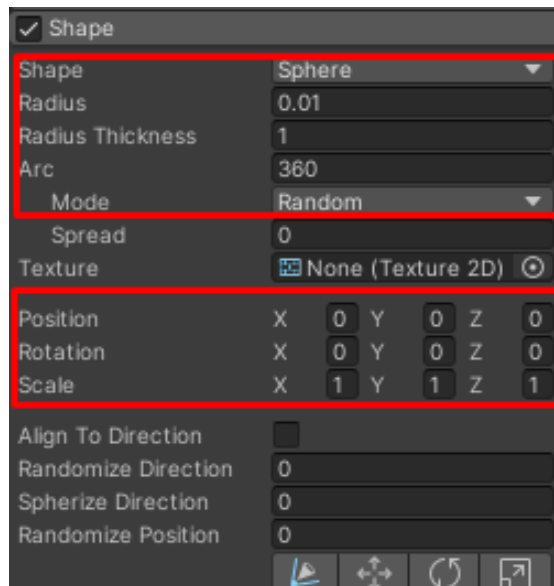 Shape
Shape Sphere
Radius 0.01
Radius Thickness 1
Arc 360
Mode Random
Spread 0
Texture None (Texture 2D)
Position X 0 Y 0 Z 0
Rotation X 0 Y 0 Z 0
Scale X 1 Y 1 Z 1
Align To Direction
Randomize Direction 0
Spherize Direction 0
Randomize Position 0